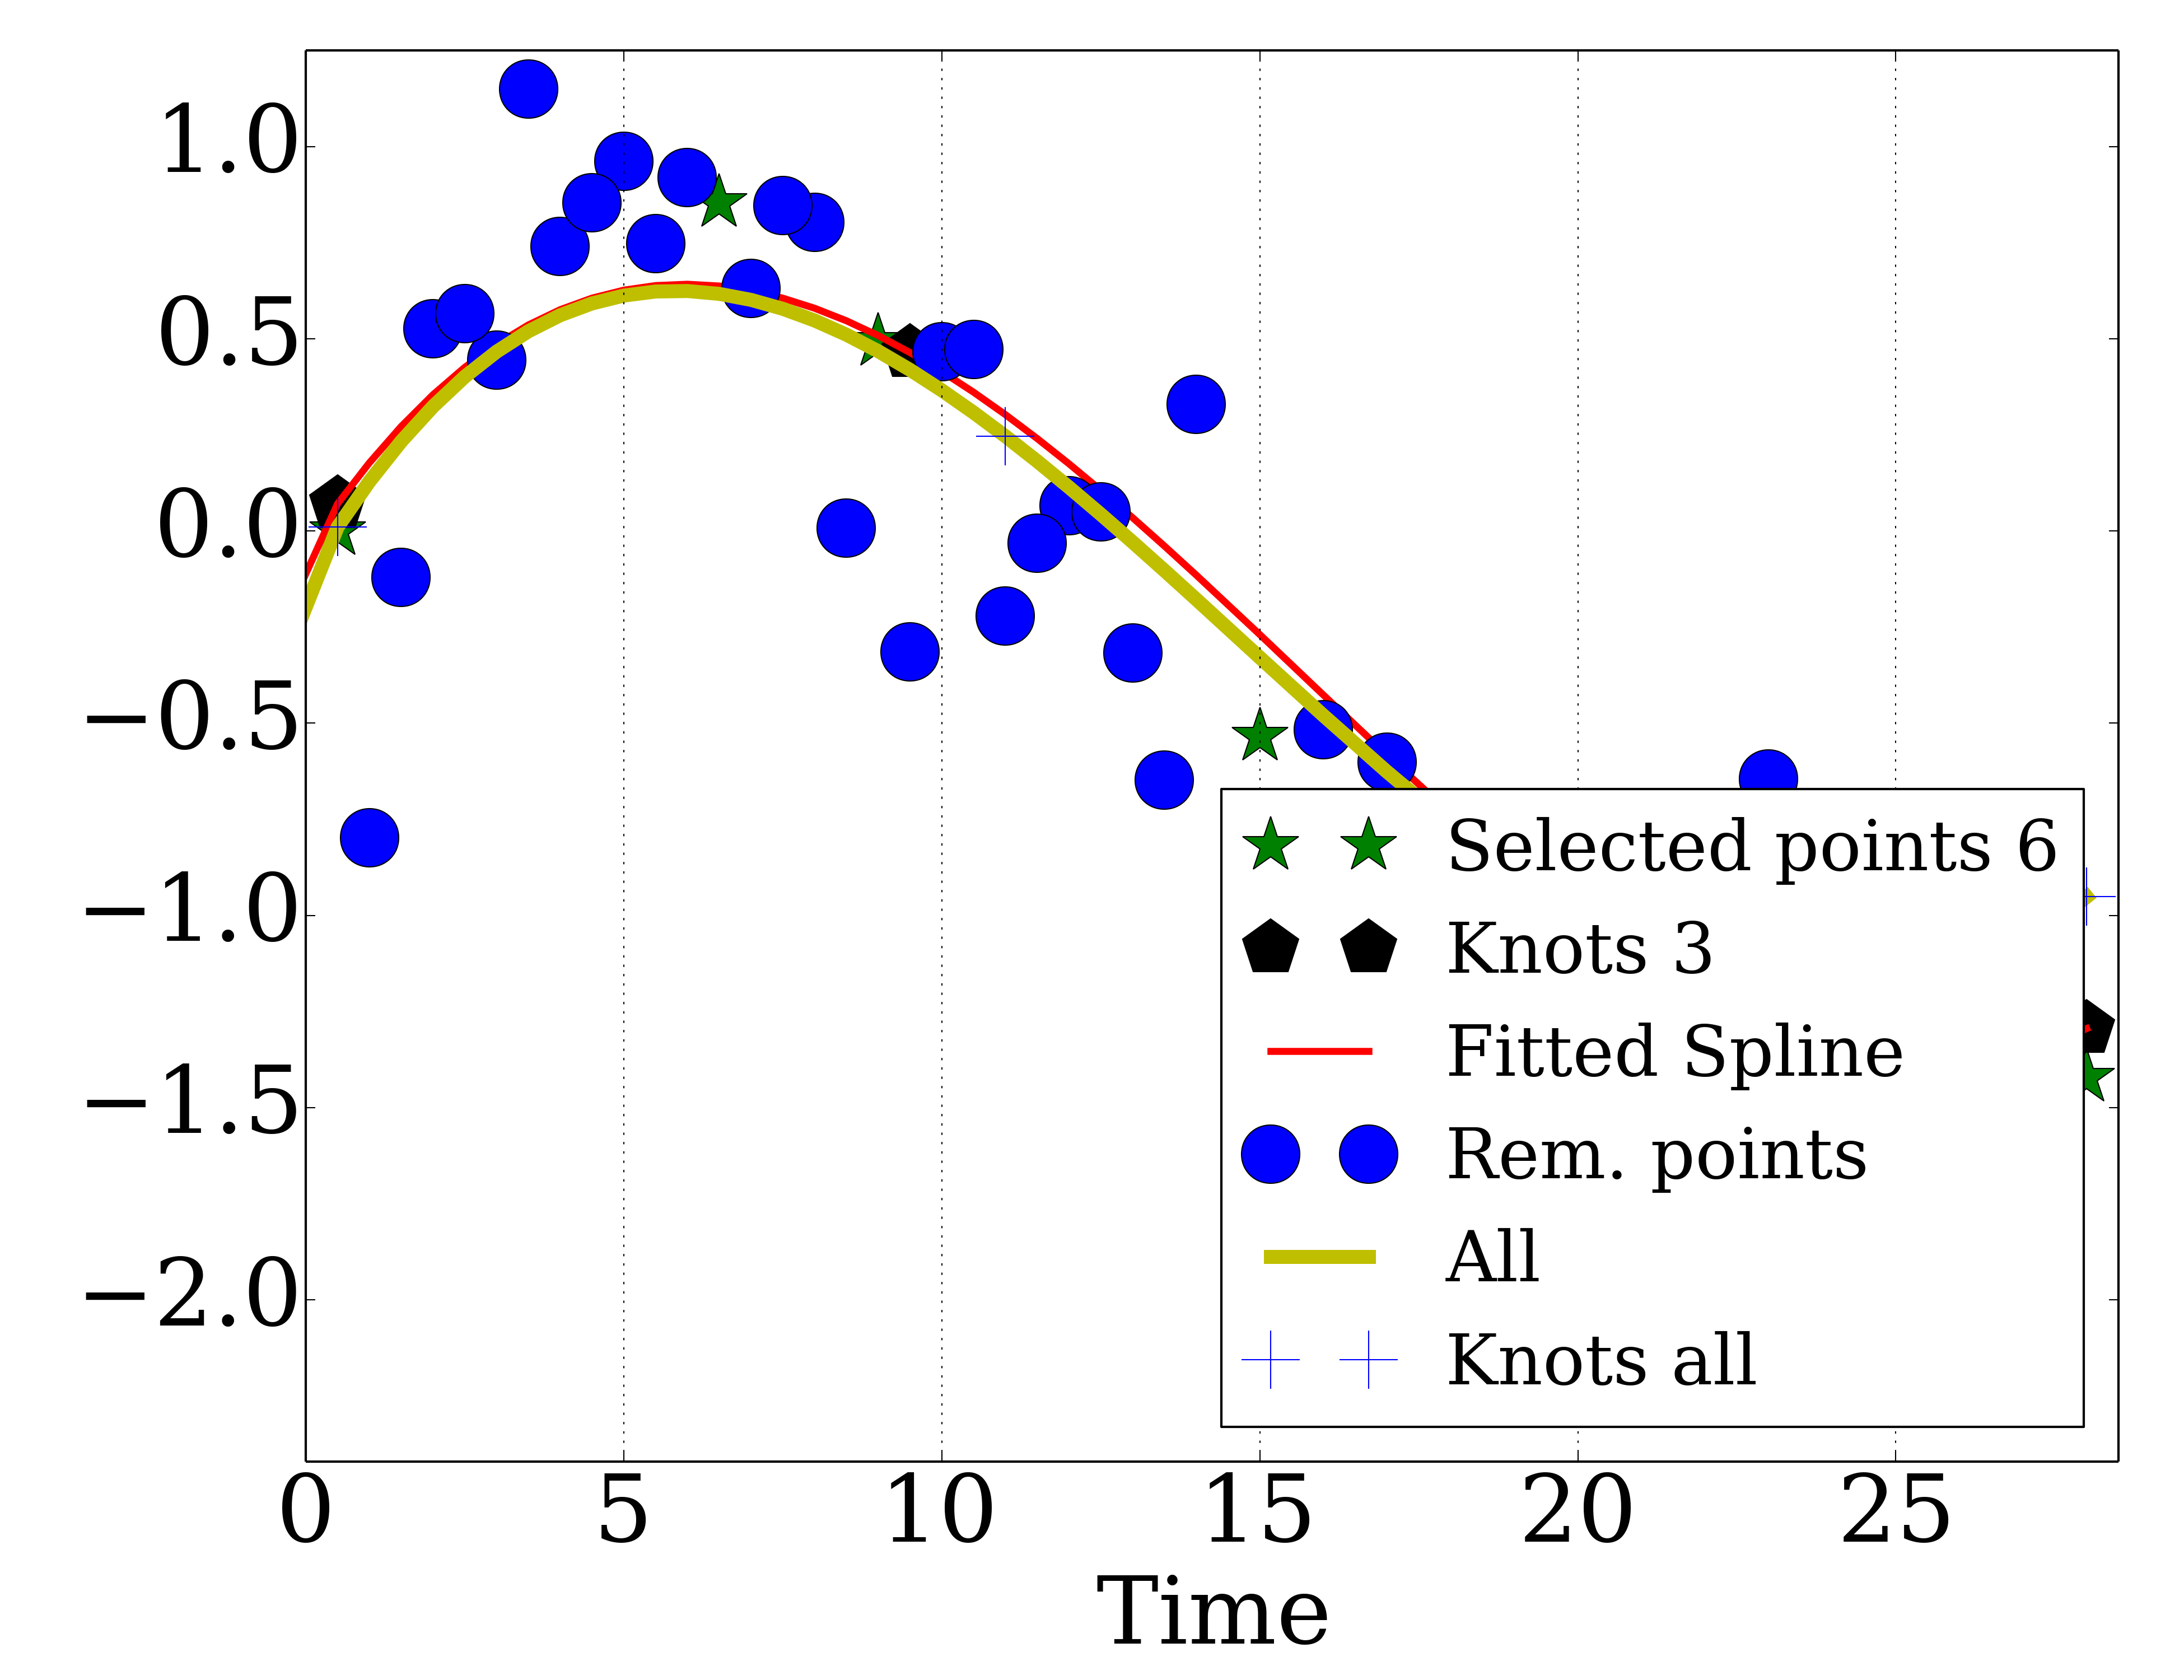 1.0
0.5
0.0
−0.5
−1.0
−1.5
−2.0
Selected points 6
Knots 3
Fitted Spline
Rem. points
All
Knots all
0 5 10 15 20 25
Time